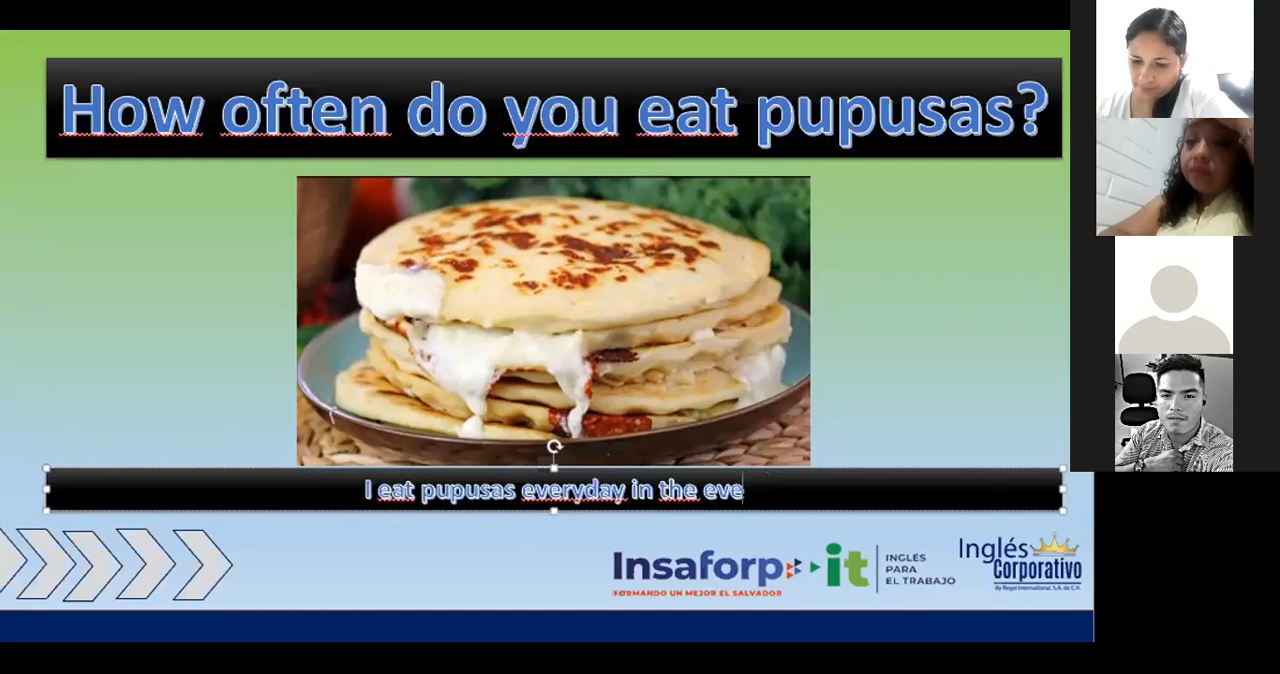 How often do you eat pupusas?
I eat pupusas everyday in the eve
Insaforp
FORMANDO UN MEJOR EL SALVADOR
it
INGLÉS
PARA
EL TRABAJO
Inglés
Corporativo
By Regal International, S.A. de C.V.